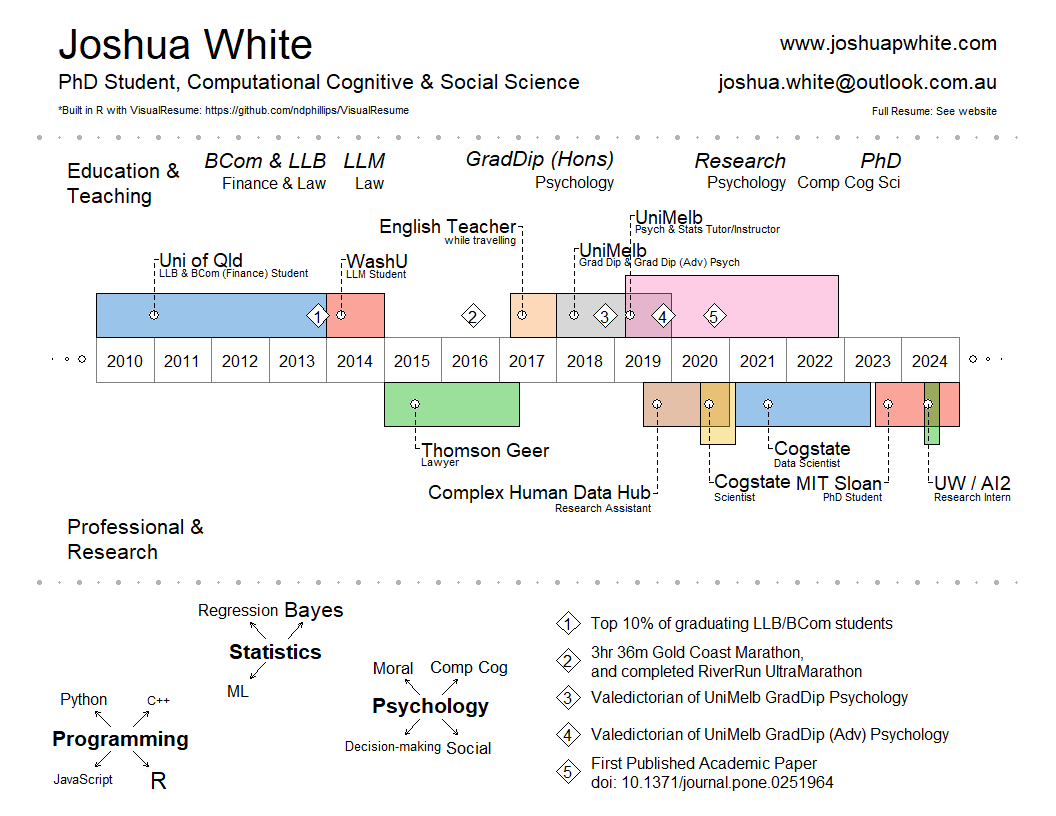 Joshua White
www.joshuapwhite.com
PhD Student, Computational Cognitive & Social Science
joshua.white@outlook.com.au
*Built in R with VisualResume: https://github.com/ndphillips/VisualResume
Full Resume: See website
Education &
Teaching
BCom & LLB
Finance & Law
LLM
Law
GradDip (Hons)
Psychology
Research
Psychology
PhD
Comp Cog Sci
Uni of Qld
LLB & BCom (Finance) Student
WashU
LLM Student
English Teacher
while travelling
UniMelb
Grad Dip & Grad Dip (Adv) Psych
UniMelb
Psych & Stats Tutor/Instructor
1
2
3
4
5
2010 2011 2012 2013 2014 2015 2016 2017 2018 2019 2020 2021 2022 2023 2024
Thomson Geer
Lawyer
Complex Human Data Hub
Research Assistant
Cogstate
Scientist
Cogstate
Data Scientist
MIT Sloan
PhD Student
UW / AI2
Research Intern
Professional &
Research
Regression Bayes
Statistics
ML
Python C++
Programming
JavaScript R
Moral Comp Cog
Psychology
Decision-making Social
1 Top 10% of graduating LLB/BCom students
2 3hr 36m Gold Coast Marathon,
and completed RiverRun UltraMarathon
3 Valedictorian of UniMelb GradDip Psychology
4 Valedictorian of UniMelb GradDip (Adv) Psychology
5 First Published Academic Paper
doi: 10.1371/journal.pone.0251964